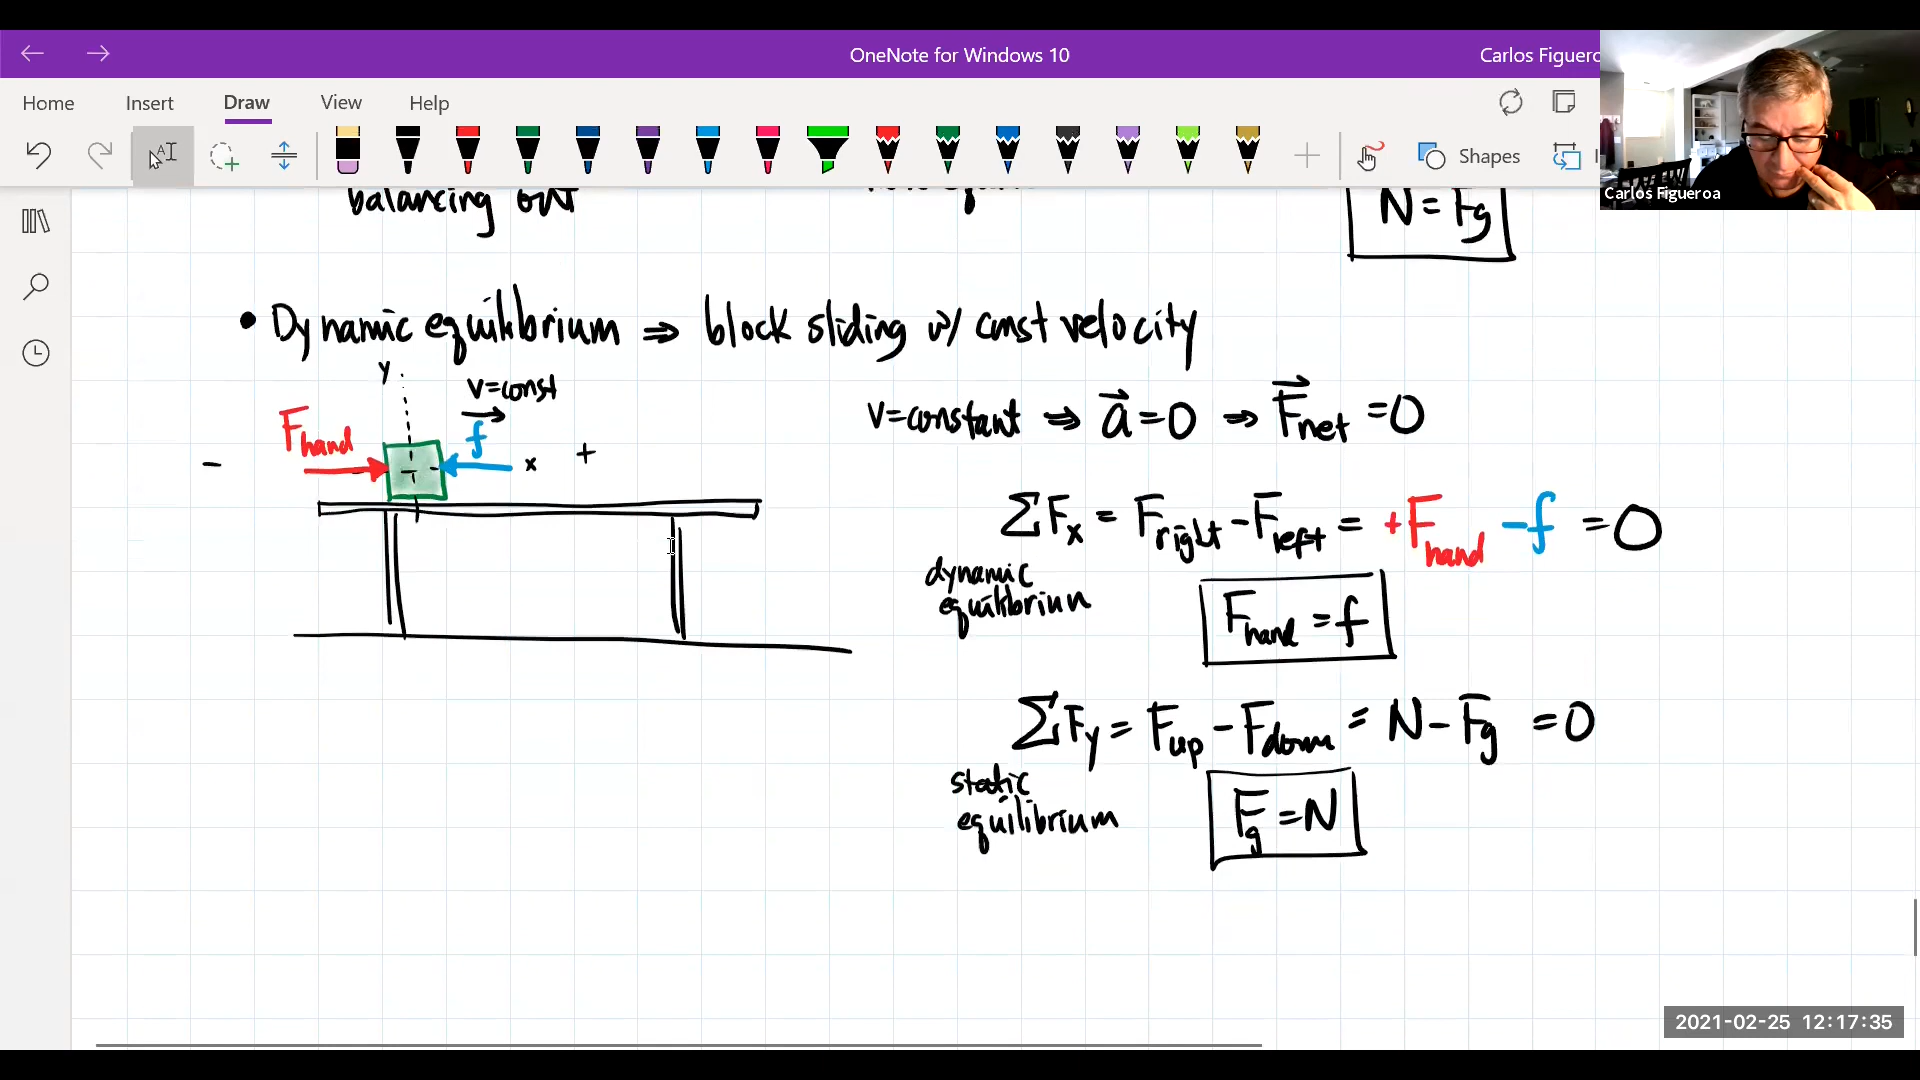 OneNote for Windows 10
Carlos Figuero
Home Insert Draw View Help
Shapes
Carlos Figueroa
balancing out
N = Fg
• Dynamic equilibrium ⇒ block sliding w/ const velocity
y
v=const
Fhand
f
- x +
v=constant ⇒ a⃗ = 0 ⇒ F⃗net = 0
ΣFx = Fright - Fleft = +Fhand - f = 0
dynamic
equilibrium
Fhand = f
ΣFy = Fup - Fdown = N - Fg = 0
static
equilibrium
Fg = N
2021-02-25 12:17:35